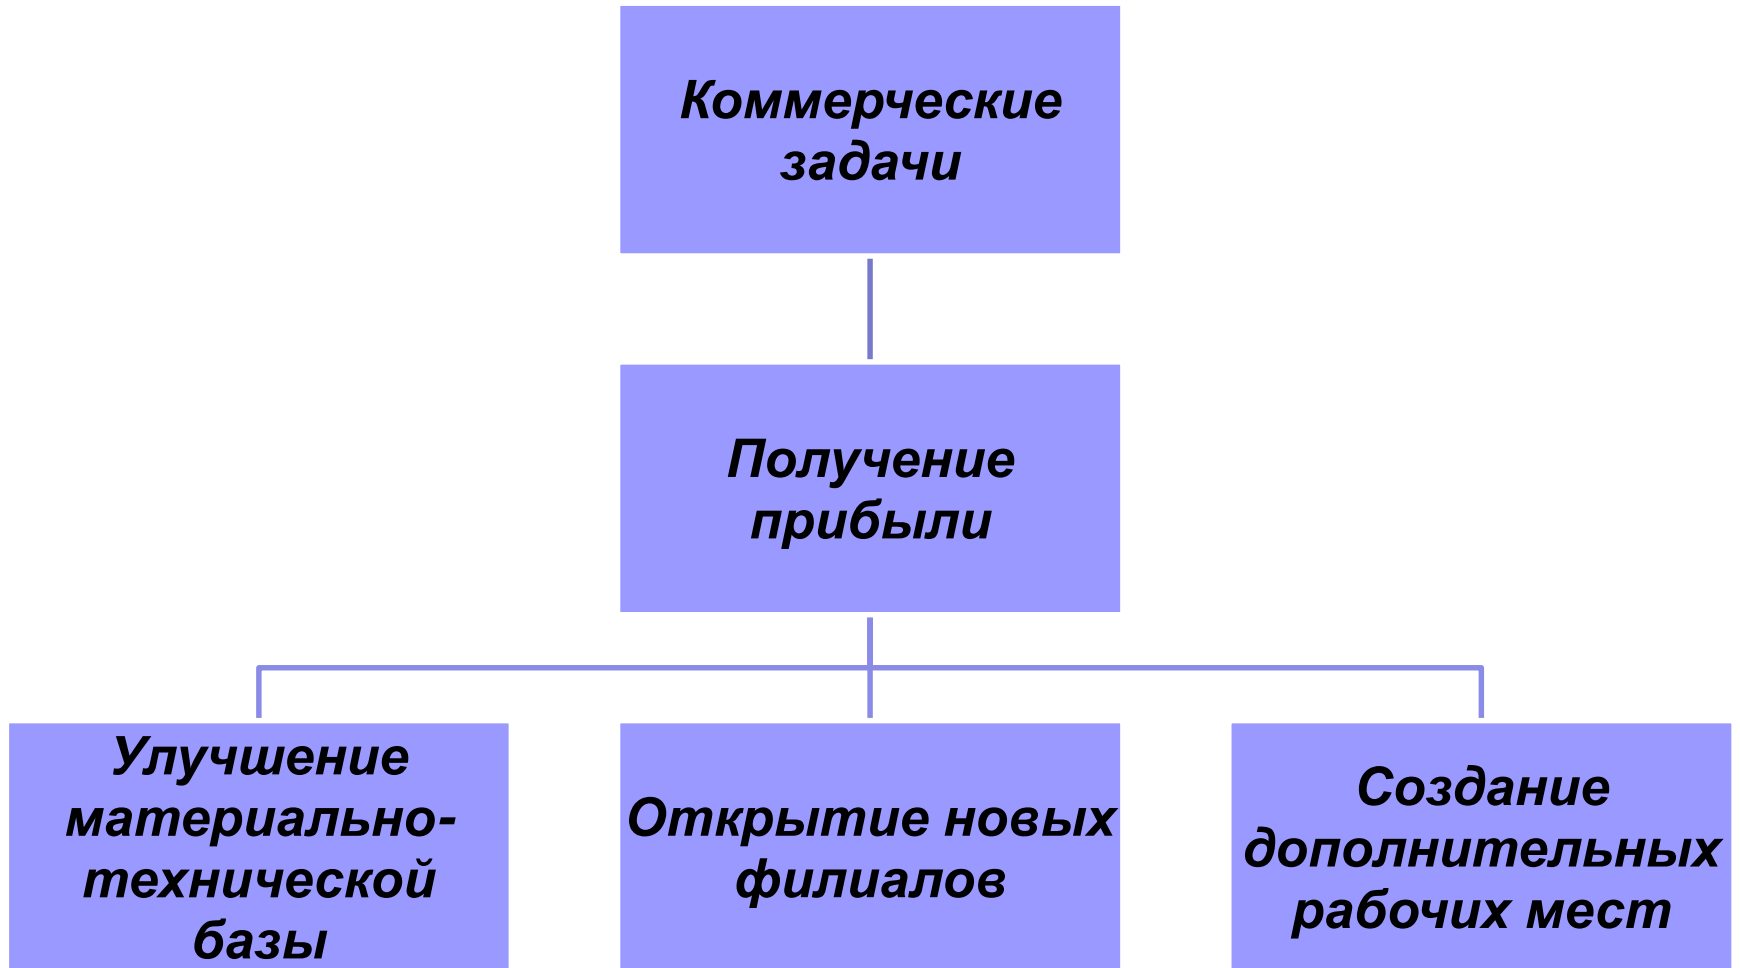 Коммерческие
задачи
Получение
прибыли
Улучшение
материально-
технической
базы
Открытие новых
филиалов
Создание
дополнительных
рабочих мест